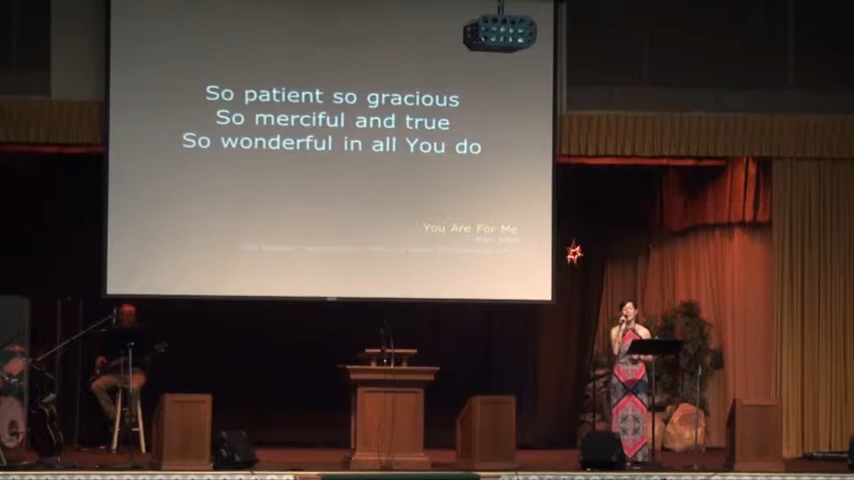 So patient so gracious
So merciful and true
So wonderful in all You do
You Are For Me